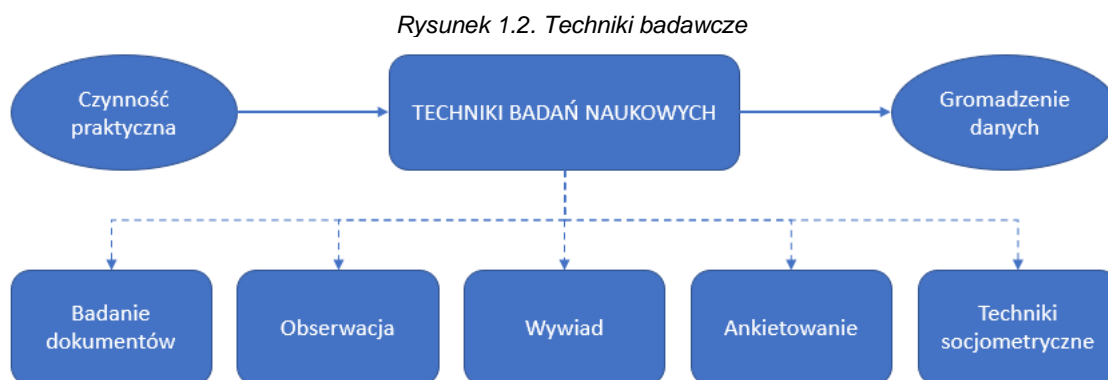 Rysunek 1.2. Techniki badawcze
Czynność
praktyczna
TECHNIKI BADAŃ NAUKOWYCH
Gromadzenie
danych
Badanie
dokumentów
Obserwacja
Wywiad
Ankietowanie
Techniki
socjometryczne